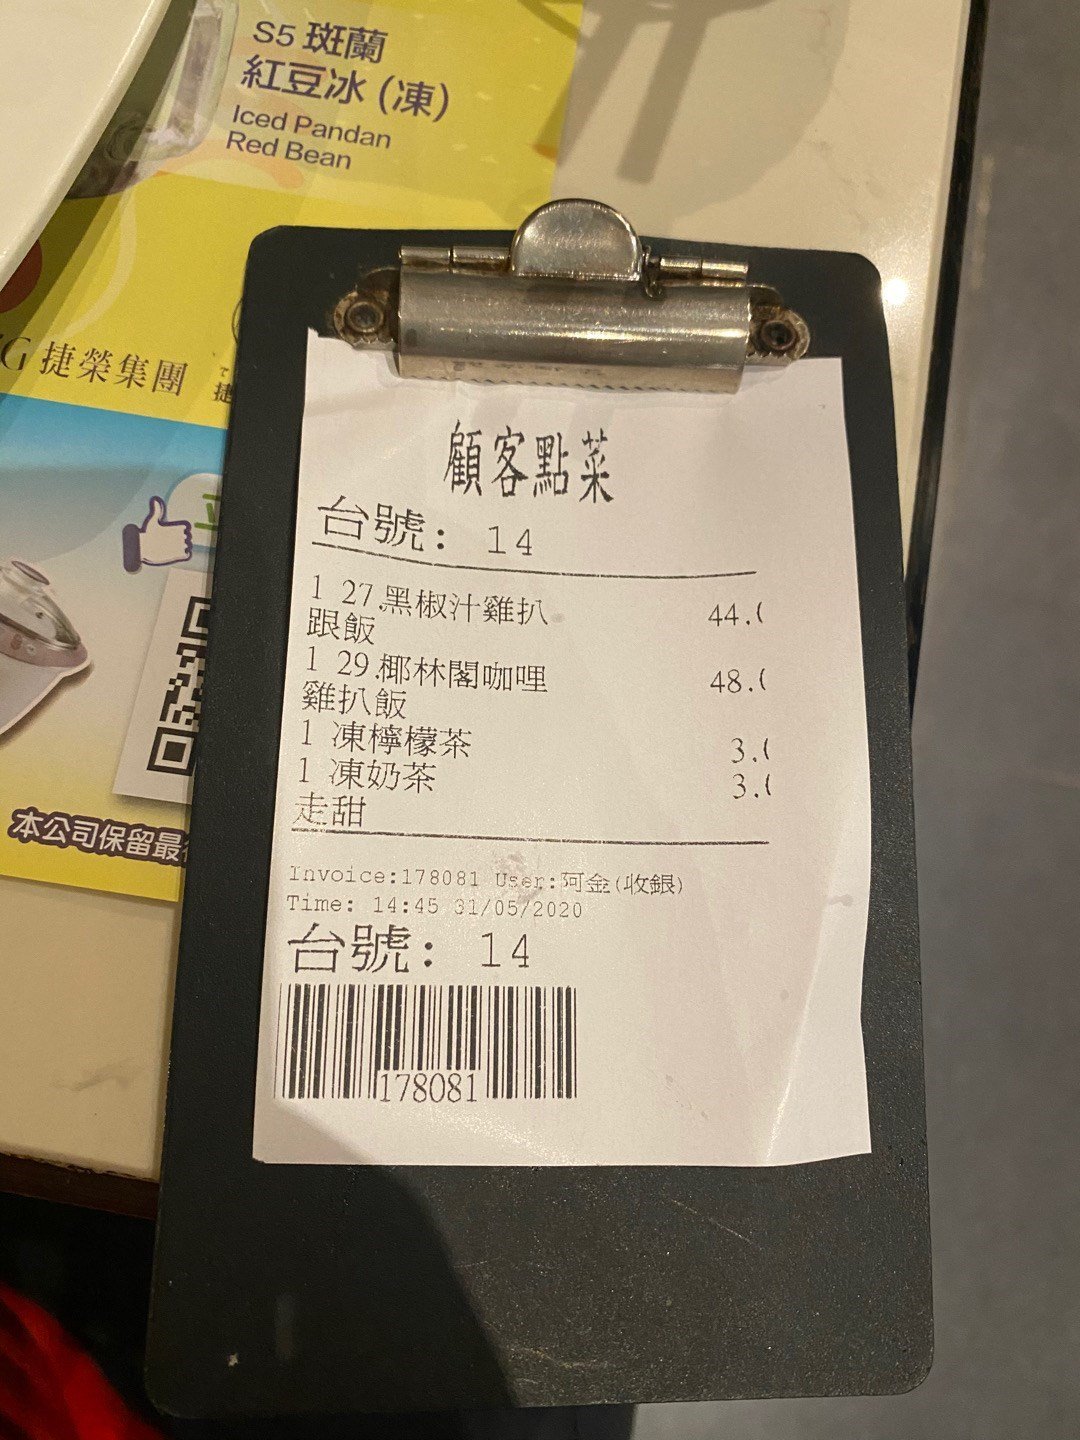 S5 斑蘭
紅豆冰 (凍)
Iced Pandan
Red Bean
G 捷榮集團
捷
顧客點菜
台號: 14
1 27.黑椒汁雞扒 44.(
跟飯
1 29.椰林閣咖哩 48.(
雞扒飯
1 凍檸檬茶 3.(
1 凍奶茶 3.(
走甜
本公司保留最
Invoice:178081 User:阿金(收銀)
Time: 14:45 31/05/2020
台號: 14
178081